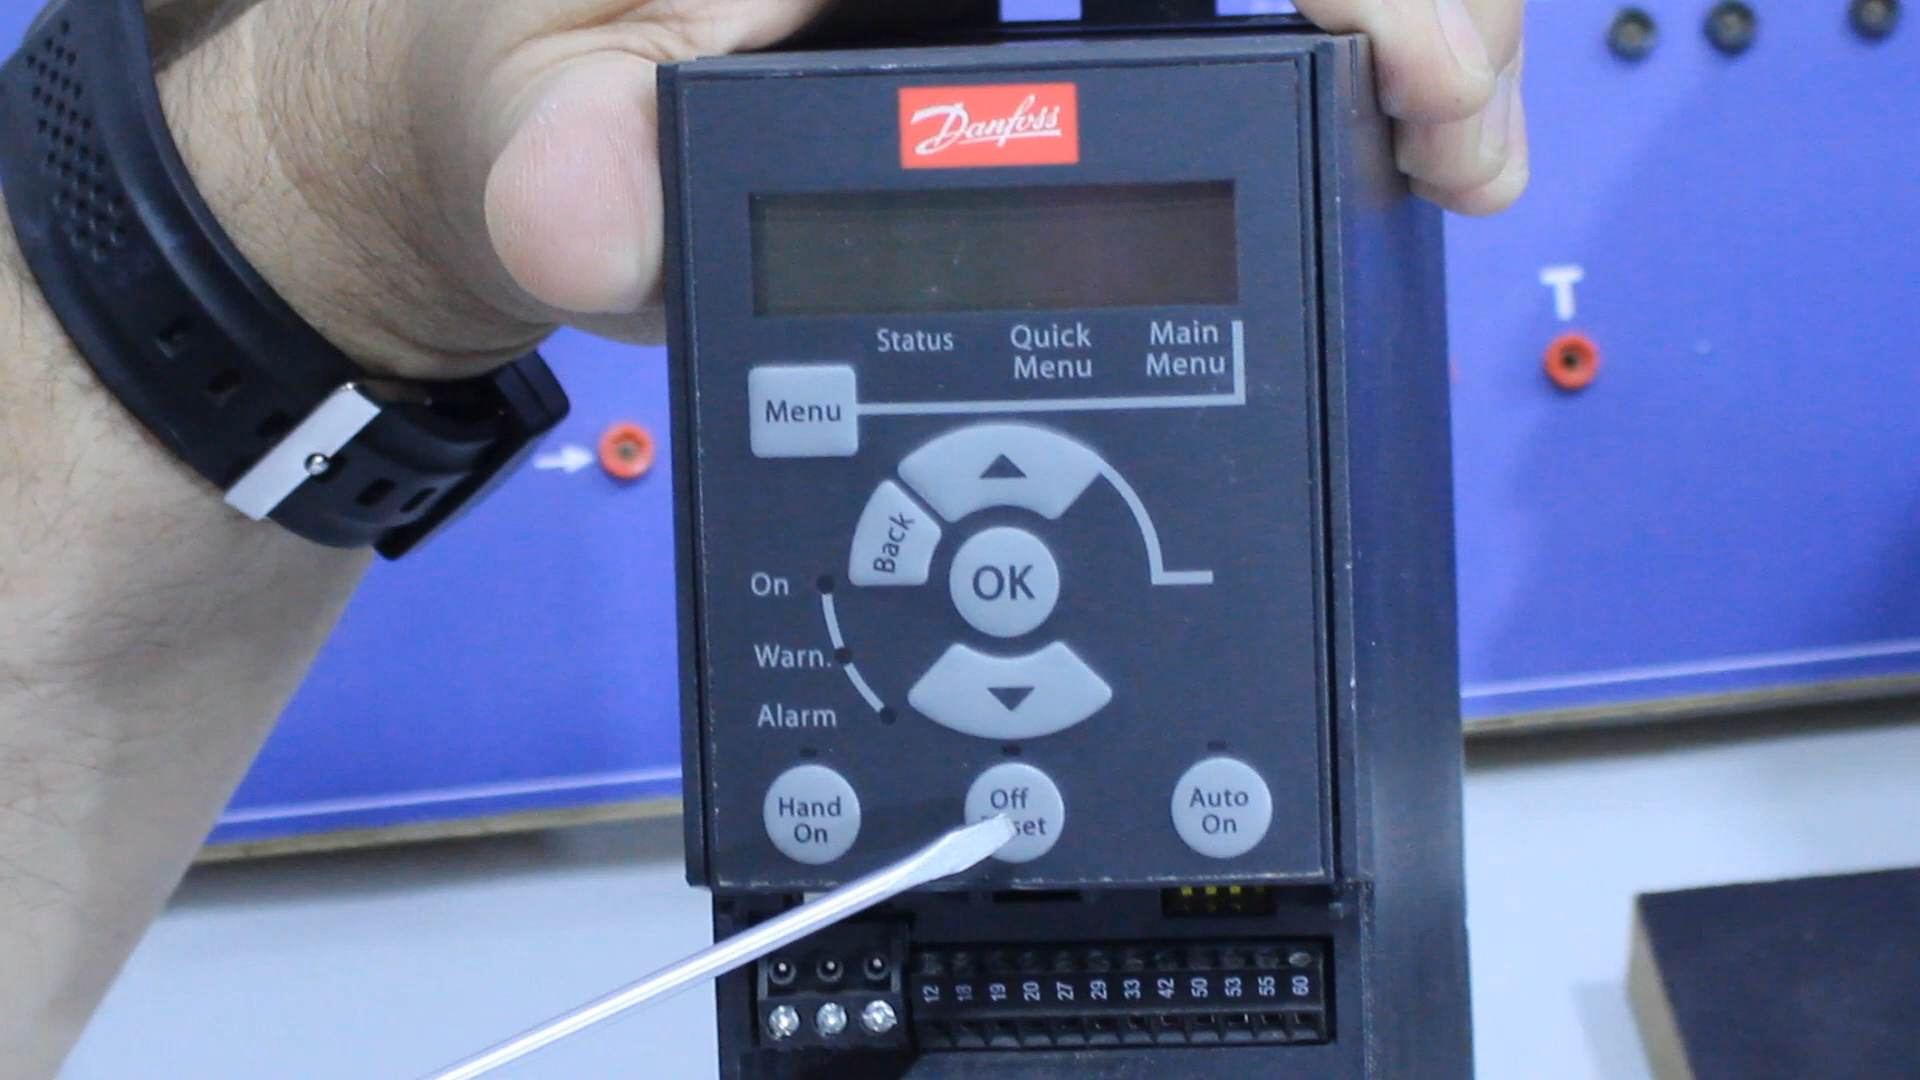 Danfoss
Status
Quick
Menu
Main
Menu
Menu
Back
OK
On
Warn.
Alarm
Hand
On
Off
Auto
On
12 18 19 20 27 29 33 42 50 53 55 60
T